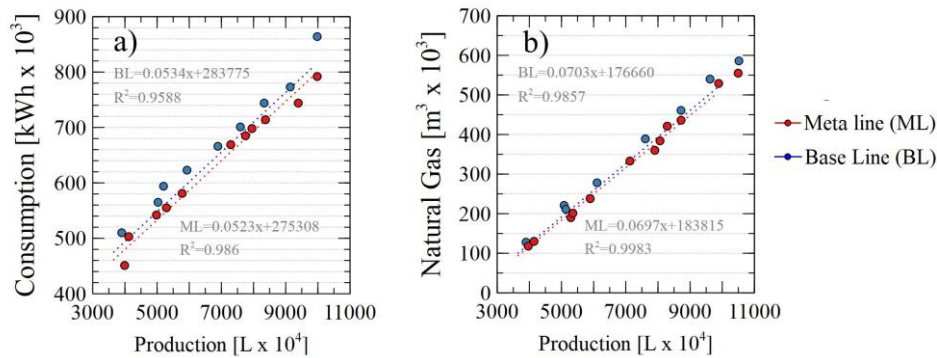 a)
Consumption [kWh x 10³]
900
800
700
600
500
400
BL=0.0534x+283775
R²=0.9588
ML=0.0523x+275308
R²=0.986
3000 5000 7000 9000 11000
Production [L x 10⁴]
b)
Natural Gas [m³ x 10³]
700
600
500
400
300
200
100
0
BL=0.0703x+176660
R²=0.9857
ML=0.0697x+183815
R²=0.9983
3000 5000 7000 9000 11000
Production [L x 10⁴]
Meta line (ML)
Base Line (BL)